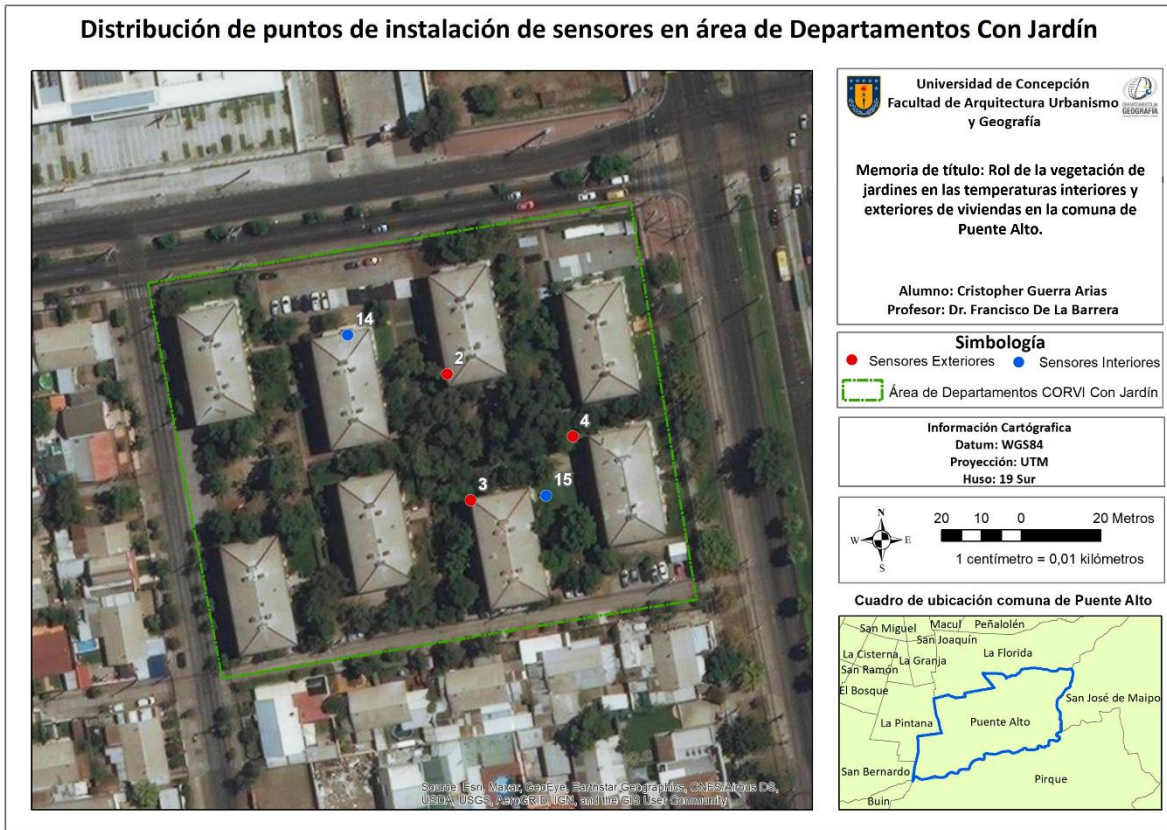 Distribución de puntos de instalación de sensores en área de Departamentos Con Jardín
14
2
4
3
15
Source: Esri, Maxar, GeoEye, Earthstar Geographics, CNES/Airbus DS,
USDA, USGS, AeroGRID, IGN, and the GIS User Community
Universidad de Concepción
Facultad de Arquitectura Urbanismo
y Geografía
DEPARTAMENTO DE
GEOGRAFÍA
Memoria de título: Rol de la vegetación de
jardines en las temperaturas interiores y
exteriores de viviendas en la comuna de
Puente Alto.
Alumno: Cristopher Guerra Arias
Profesor: Dr. Francisco De La Barrera
Simbología
Sensores Exteriores
Sensores Interiores
Área de Departamentos CORVI Con Jardín
Información Cartógrafica
Datum: WGS84
Proyección: UTM
Huso: 19 Sur
N
W E
S
20 10 0 20 Metros
1 centímetro = 0,01 kilómetros
Cuadro de ubicación comuna de Puente Alto
San Miguel
Macul
Peñalolén
San Joaquín
La Cisterna
La Granja
La Florida
San Ramón
El Bosque
San José de Maipo
La Pintana
Puente Alto
San Bernardo
Pirque
Buin